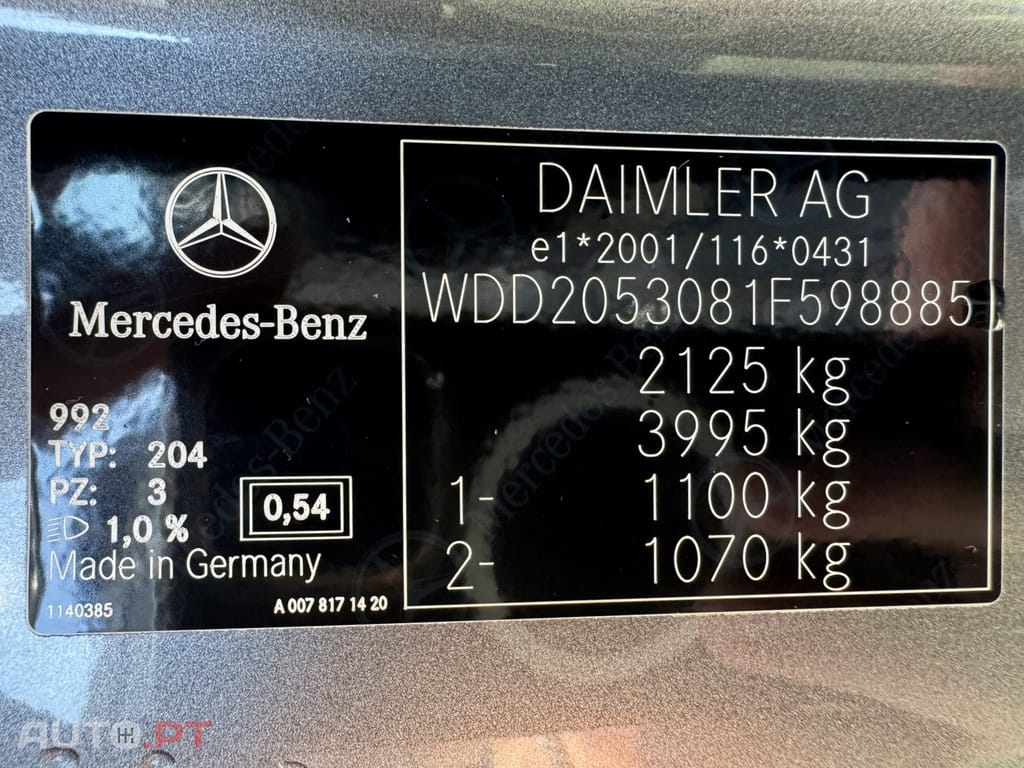 Mercedes-Benz
992
TYP: 204
PZ: 3
1,0 %
0,54
Made in Germany
1140385
A 007 817 14 20
DAIMLER AG
e1*2001/116*0431
WDD2053081F598885
2125 kg
3995 kg
1- 1100 kg
2- 1070 kg
AUTO.PT